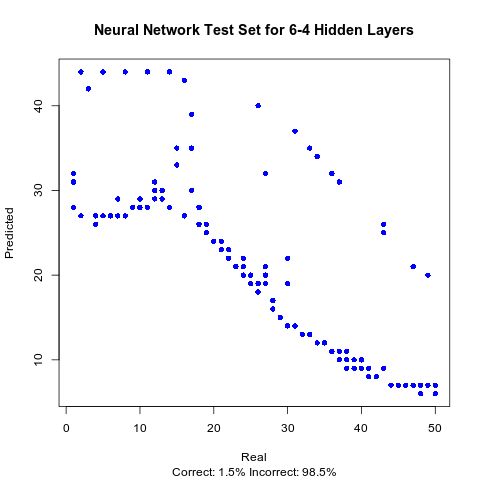 Neural Network Test Set for 6-4 Hidden Layers
Predicted
40
30
20
10
0 10 20 30 40 50
Real
Correct: 1.5% Incorrect: 98.5%